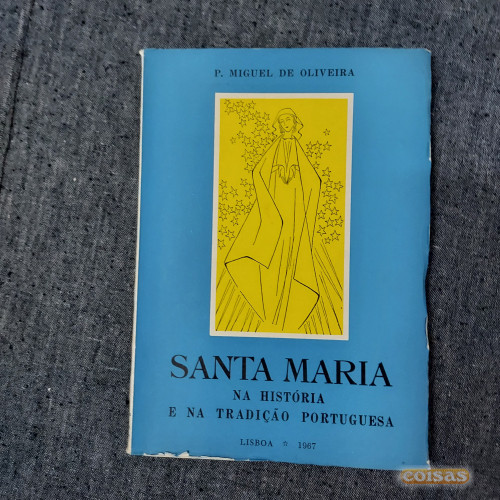 P. MIGUEL DE OLIVEIRA
SANTA MARIA
NA HISTÓRIA
E NA TRADIÇÃO PORTUGUESA
LISBOA * 1967
coisas